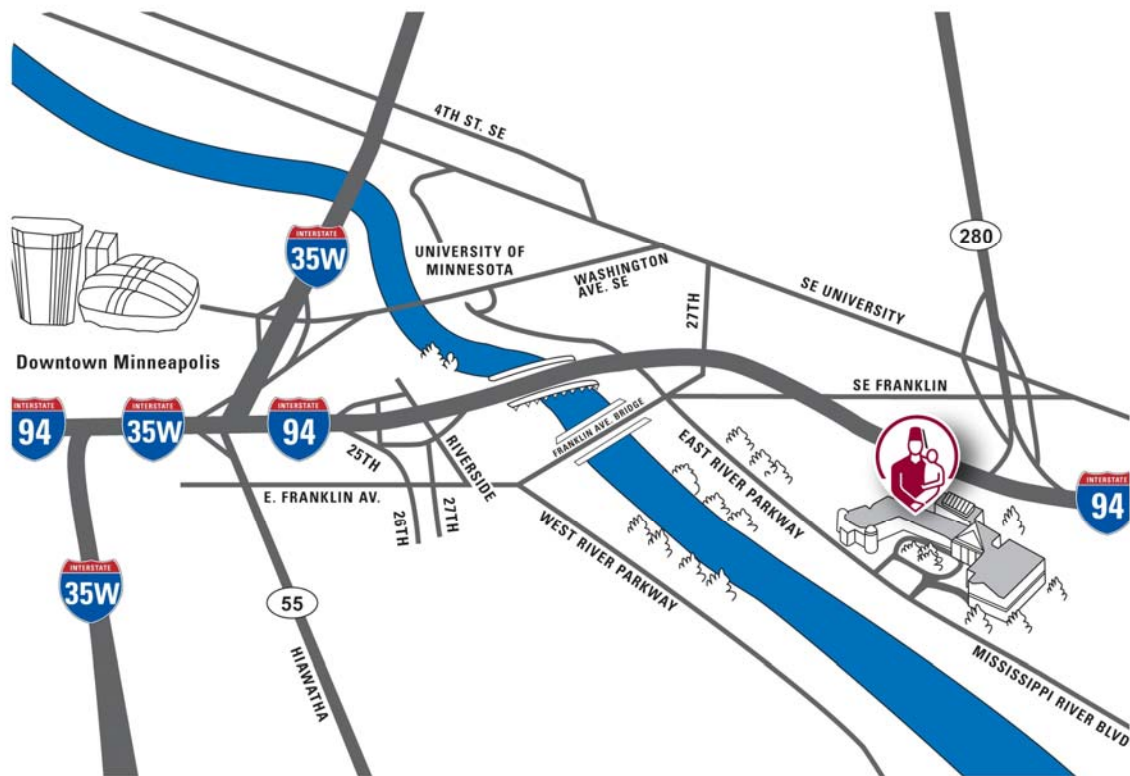 4TH ST. SE
INTERSTATE
35W
UNIVERSITY OF
MINNESOTA
WASHINGTON
AVE. SE
280
27TH
SE UNIVERSITY
Downtown Minneapolis
SE FRANKLIN
INTERSTATE
94
INTERSTATE
35W
INTERSTATE
94
25TH
RIVERSIDE
FRANKLIN AVE. BRIDGE
EAST RIVER PARKWAY
E. FRANKLIN AV.
26TH
27TH
WEST RIVER PARKWAY
INTERSTATE
94
INTERSTATE
35W
55
HIAWATHA
MISSISSIPPI RIVER BLVD